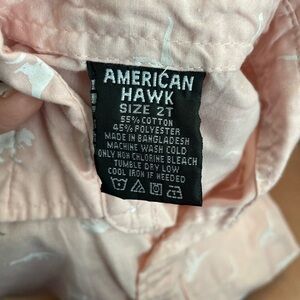 AMERICAN
HAWK
SIZE 2T
55% COTTON
45% POLYESTER
MADE IN BANGLADESH
MACHINE WASH COLD
ONLY NON CHLORINE BLEACH
TUMBLE DRY LOW
COOL IRON IF NEEDED